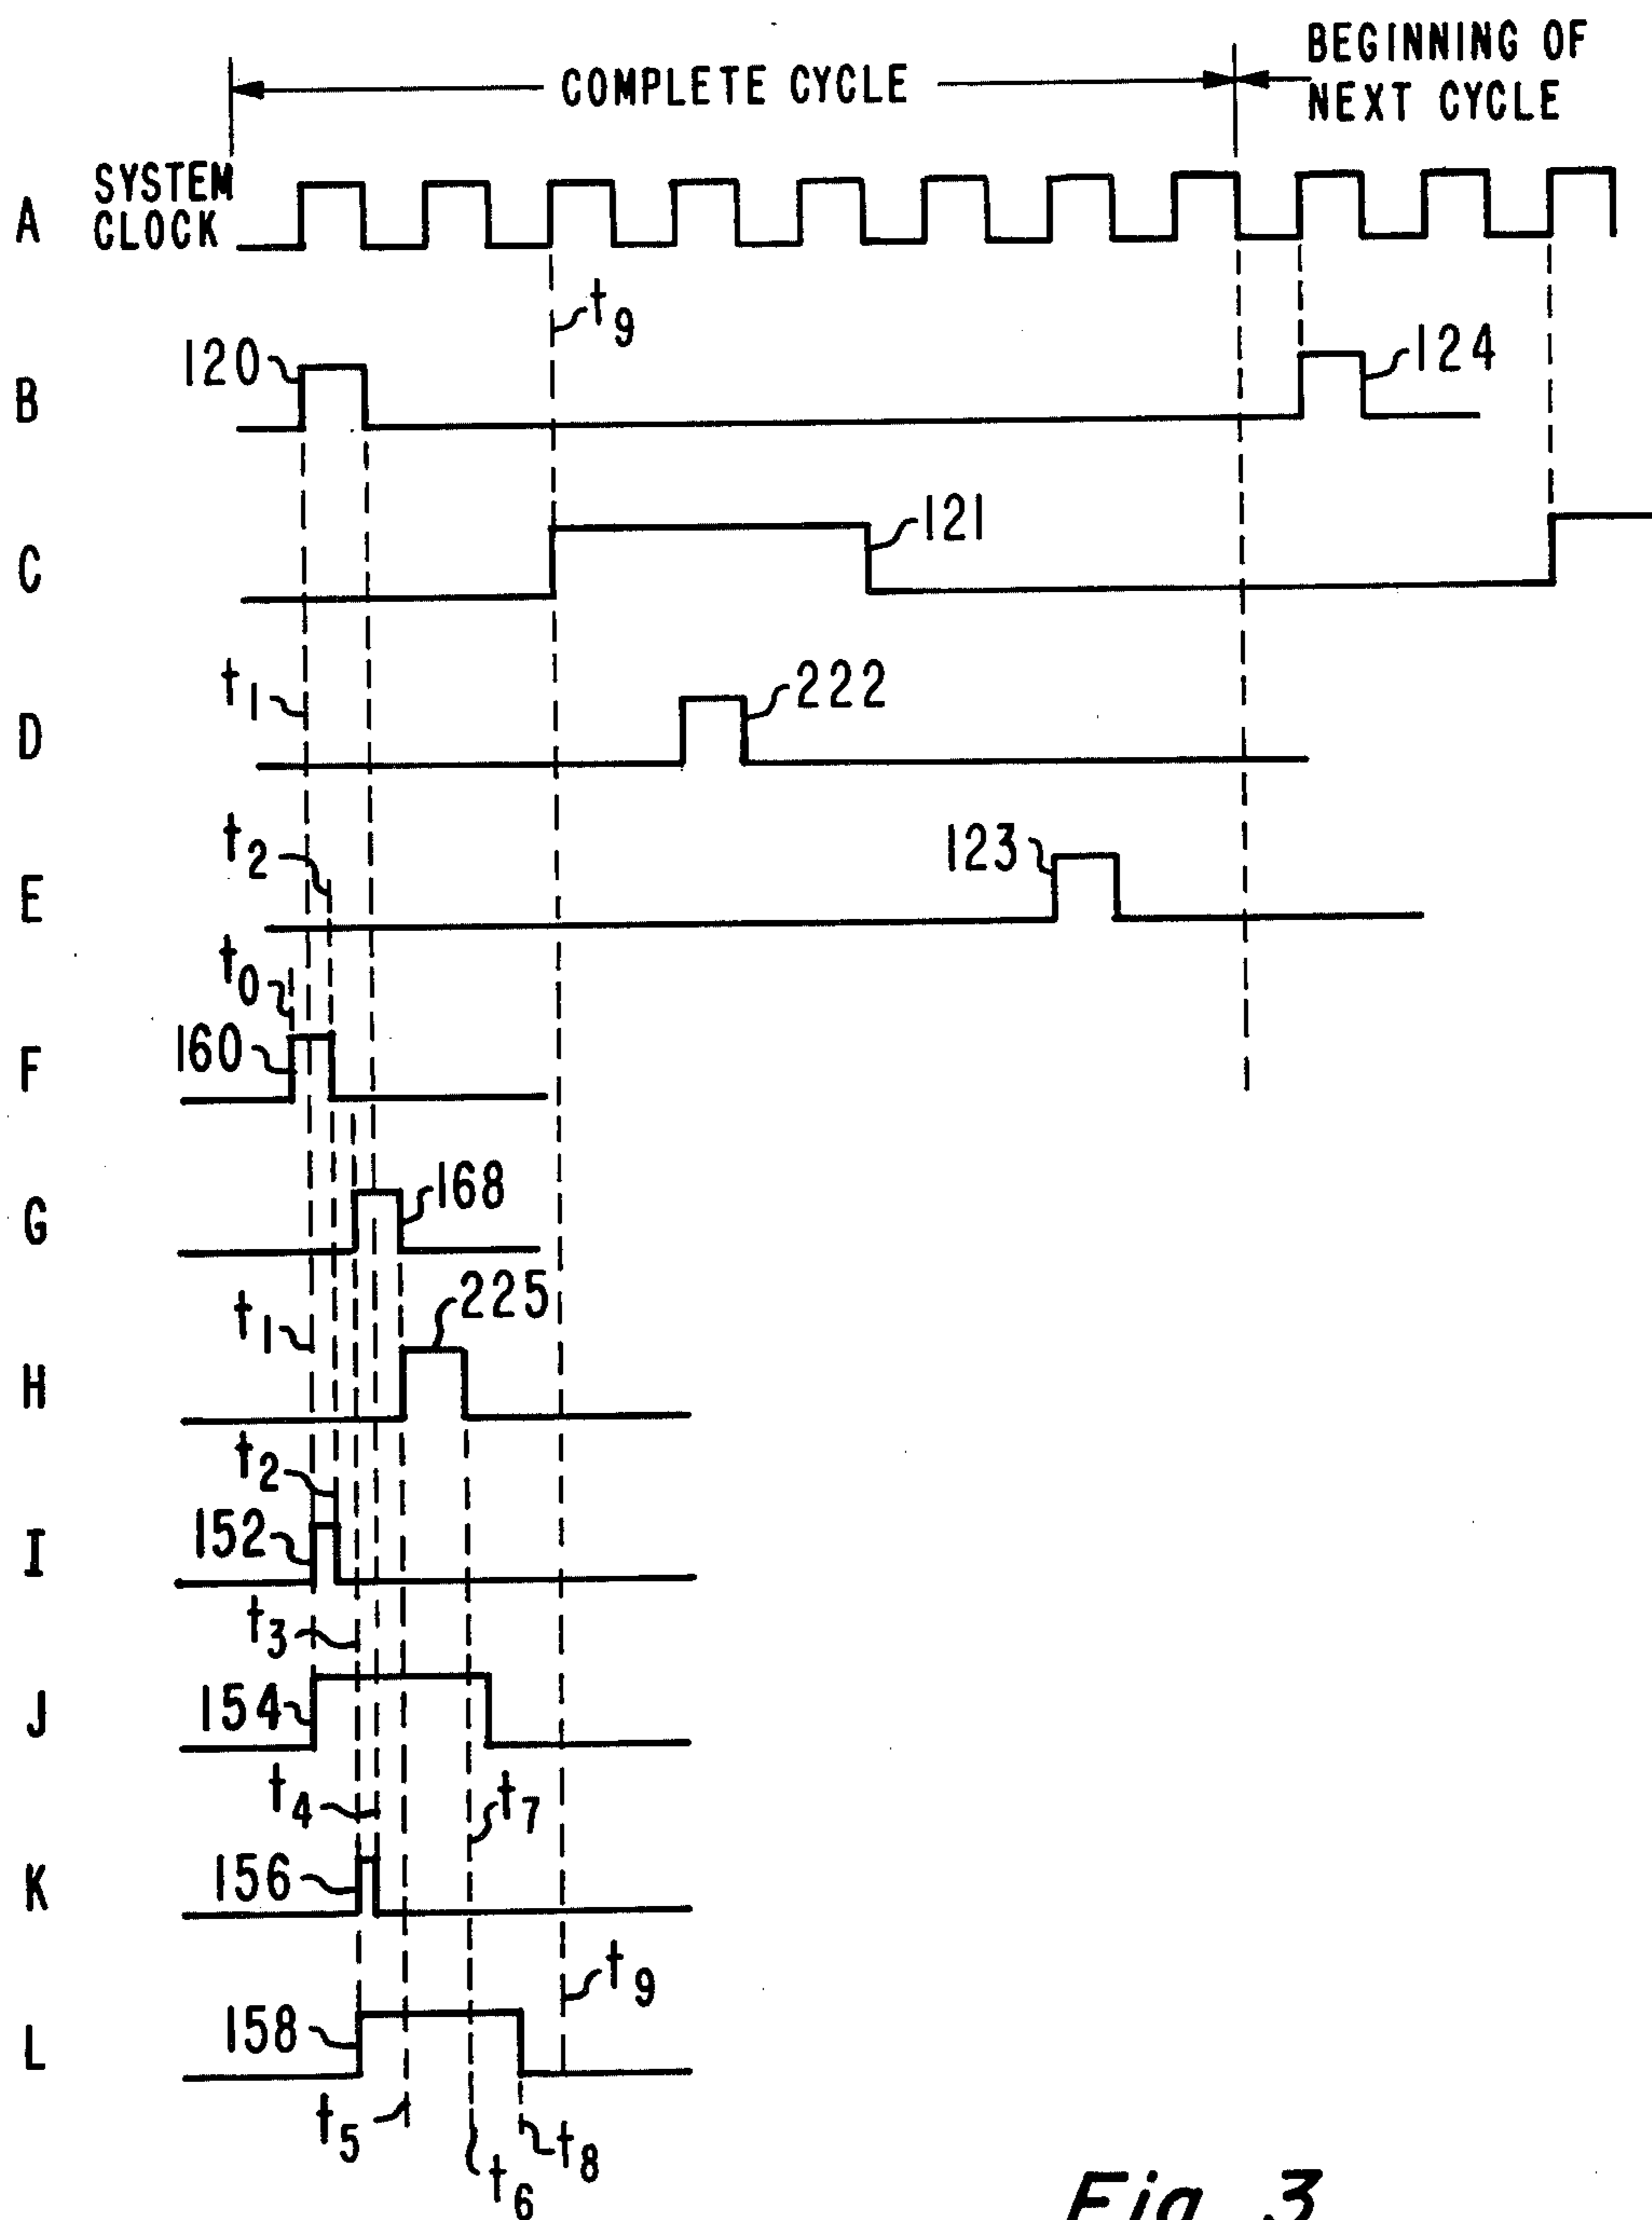 BEGINNING OF
COMPLETE CYCLE
NEXT CYCLE
SYSTEM
CLOCK
A
t9
120
124
B
121
C
t1
222
D
t2
123
E
t0
160
F
168
G
225
t1
H
t2
152
I
t3
154
J
t4
t7
156
K
t9
158
L
t5
t8
t6
Fig. 3